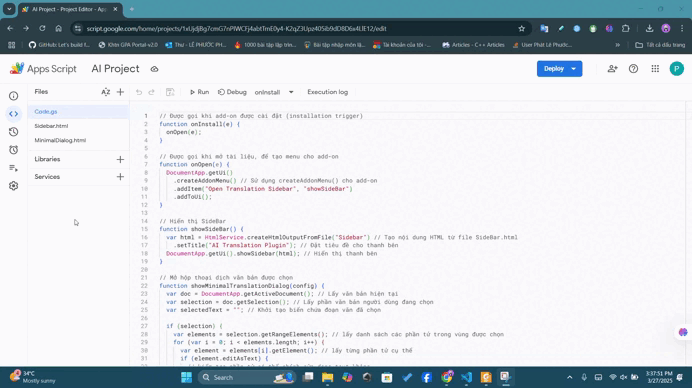 AI Project - Project Editor - Ap
script.google.com/home/projects/
GitHub: Let's build f...
Khim GPA Portal v2.0
1000 bài tập lập trìn...
Bài tập nhập môn lậ...
Tài khoản của tôi - ...
Articles - C++ Articles
User Phat Lê Phước...
Tất cả dấu trang
Apps Script
AI Project
Deploy
P
Files
AZ
Run
Debug
onInstall
Execution log
Code.gs
Sidebar.html
MinimalDialog.html
Libraries
Services
1 // Được gọi khi add-on được cài đặt (installation trigger)
2 function onInstall(e) {
3 onOpen(e);
4 }
5
6 // Được gọi khi mở tài liệu, để tạo menu cho add-on
7 function onOpen(e) {
8 DocumentApp.getUi()
9 .createAddonMenu() // Sử dụng createAddonMenu() cho add-on
10 .addItem("Open Translation Sidebar", "showSideBar")
11 .addToUi();
12 }
13
14 // Hiển thị SideBar
15 function showSideBar() {
16 var html = HtmlService.createHtmlOutputFromFile("Sidebar") // Tạo nội dung HTML từ file SideBar.html
17 .setTitle("AI Translation Plugin"); // Đặt tiêu đề cho thanh bên
18 DocumentApp.getUi().showSidebar(html); // Hiển thị thanh bên
19 }
20
21 // Mở hộp thoại dịch văn bản được chọn
22 function showMinimalTranslationDialog(config) {
23 var doc = DocumentApp.getActiveDocument(); // Lấy văn bản hiện tại
24 var selection = doc.getSelection(); // Lấy phần văn bản người dùng đang chọn
25 var selectedText = ""; // Khởi tạo biến chứa đoạn văn đã chọn
26
27 if (selection) {
28 var elements = selection.getRangeElements(); // lấy danh sách các phần tử trong vùng được chọn
29 for (var i = 0; i < elements.length; i++) {
30 var element = elements[i].getElement(); // lấy từng phần tử cụ thể
31 if (element.editAsText) {
34°C
Mostly sunny
Search
3:37:51 PM
3/27/2025